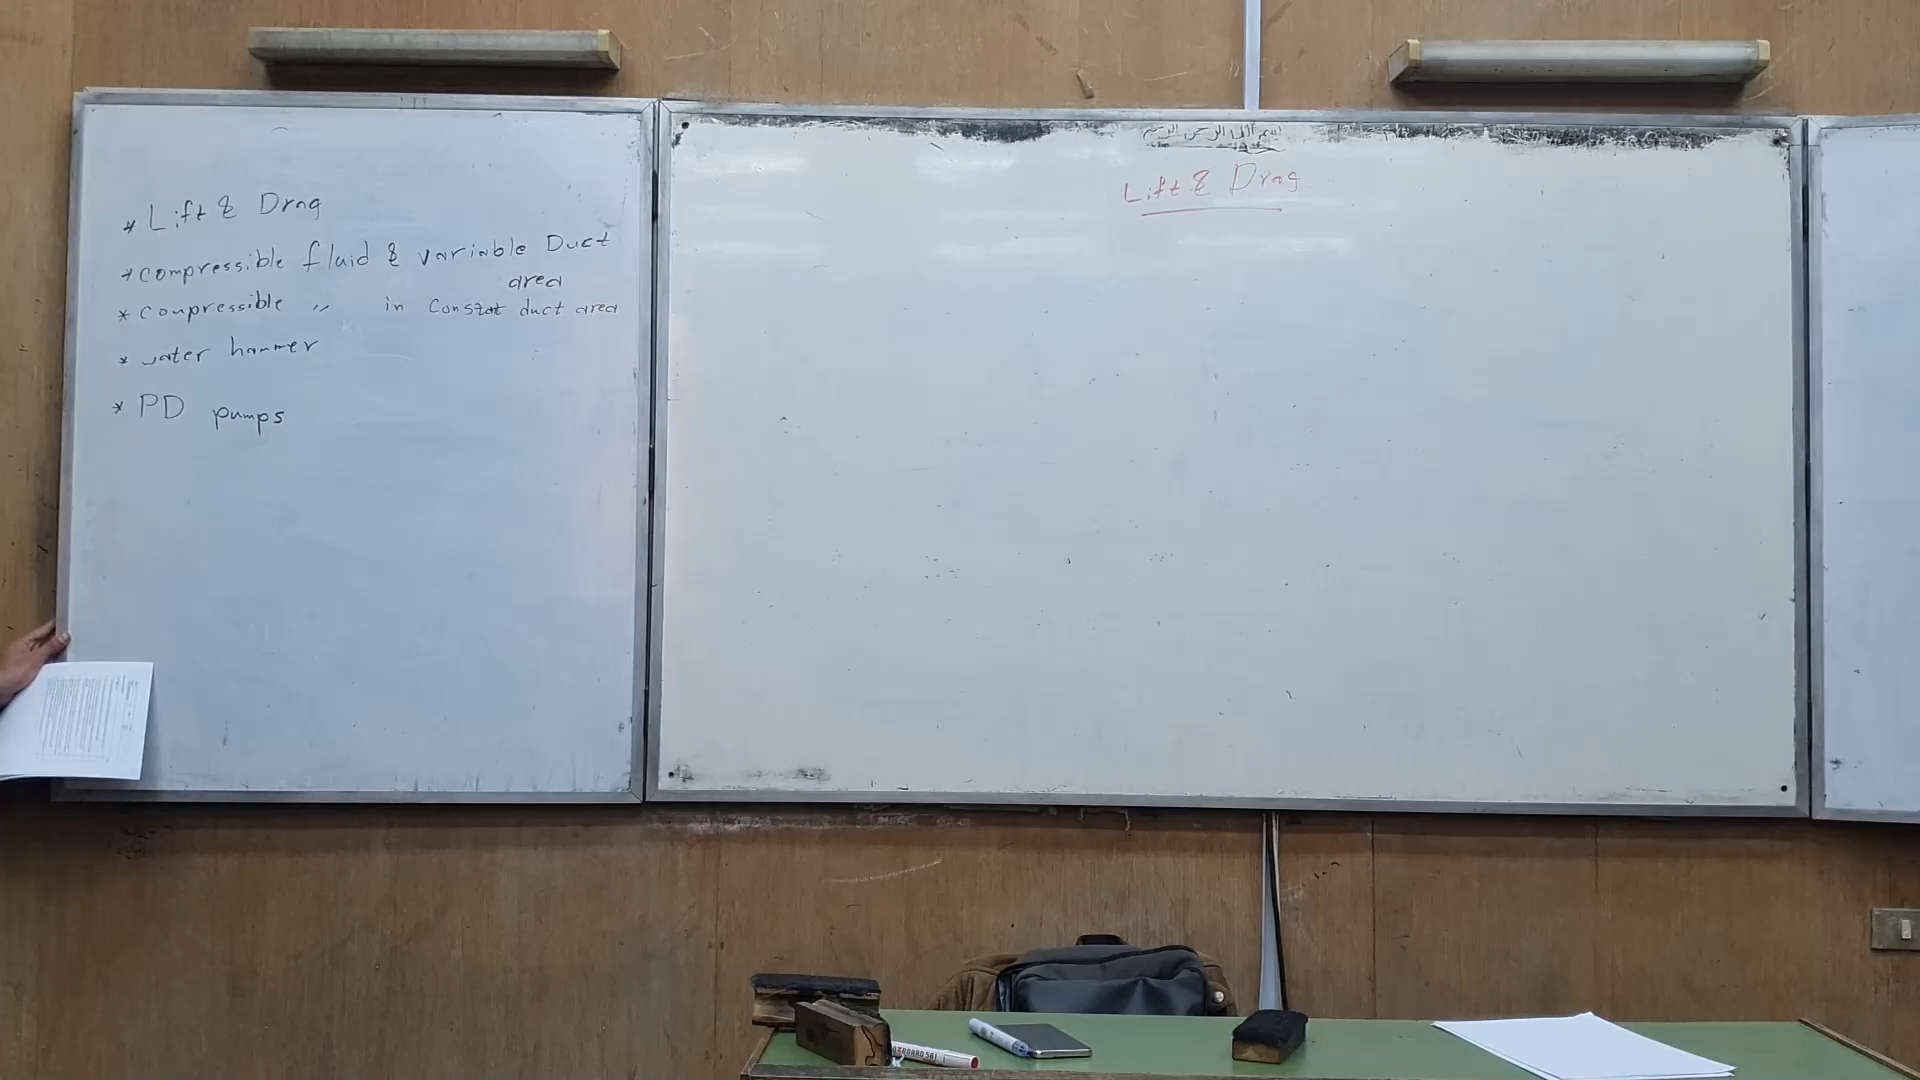 * Lift & Drag
* compressible fluid & variable Duct
area
* compressible 〃 in Constat duct area
* water hammer
* PD pumps
بسم الله الرحمن الرحيم
Lift & Drag